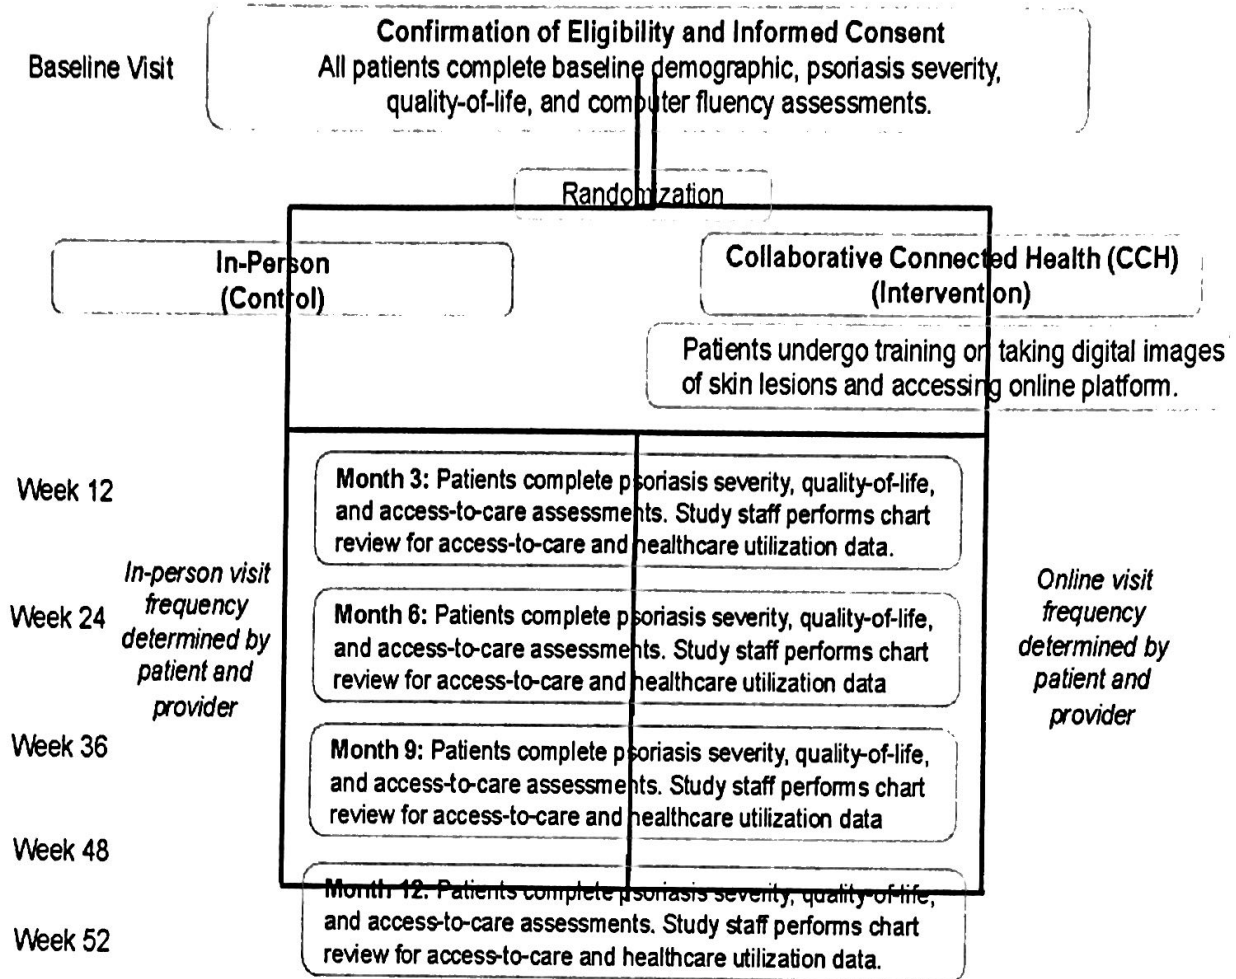 Baseline Visit
Confirmation of Eligibility and Informed Consent
All patients complete baseline demographic, psoriasis severity,
quality-of-life, and computer fluency assessments.
Randomization
In-Person
(Control)
Collaborative Connected Health (CCH)
(Intervention)
Patients undergo training on taking digital images
of skin lesions and accessing online platform.
Week 12
Month 3: Patients complete psoriasis severity, quality-of-life,
and access-to-care assessments. Study staff performs chart
review for access-to-care and healthcare utilization data.
In-person visit
frequency
determined by
patient and
provider
Online visit
frequency
determined by
patient and
provider
Week 24
Month 6: Patients complete psoriasis severity, quality-of-life,
and access-to-care assessments. Study staff performs chart
review for access-to-care and healthcare utilization data
Week 36
Month 9: Patients complete psoriasis severity, quality-of-life,
and access-to-care assessments. Study staff performs chart
review for access-to-care and healthcare utilization data
Week 48
Month 12: Patients complete psoriasis severity, quality-of-life,
and access-to-care assessments. Study staff performs chart
review for access-to-care and healthcare utilization data.
Week 52